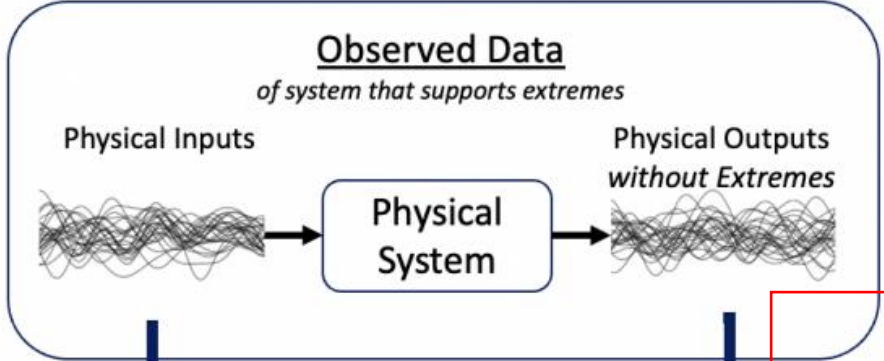 Observed Data
of system that supports extremes
Physical Inputs
Physical Outputs
without Extremes
Physical
System